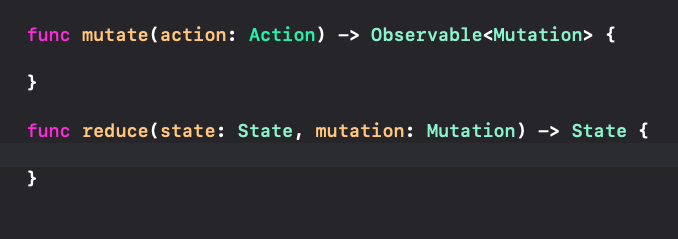 func mutate(action: Action) -> Observable<Mutation> {
}
func reduce(state: State, mutation: Mutation) -> State {
}